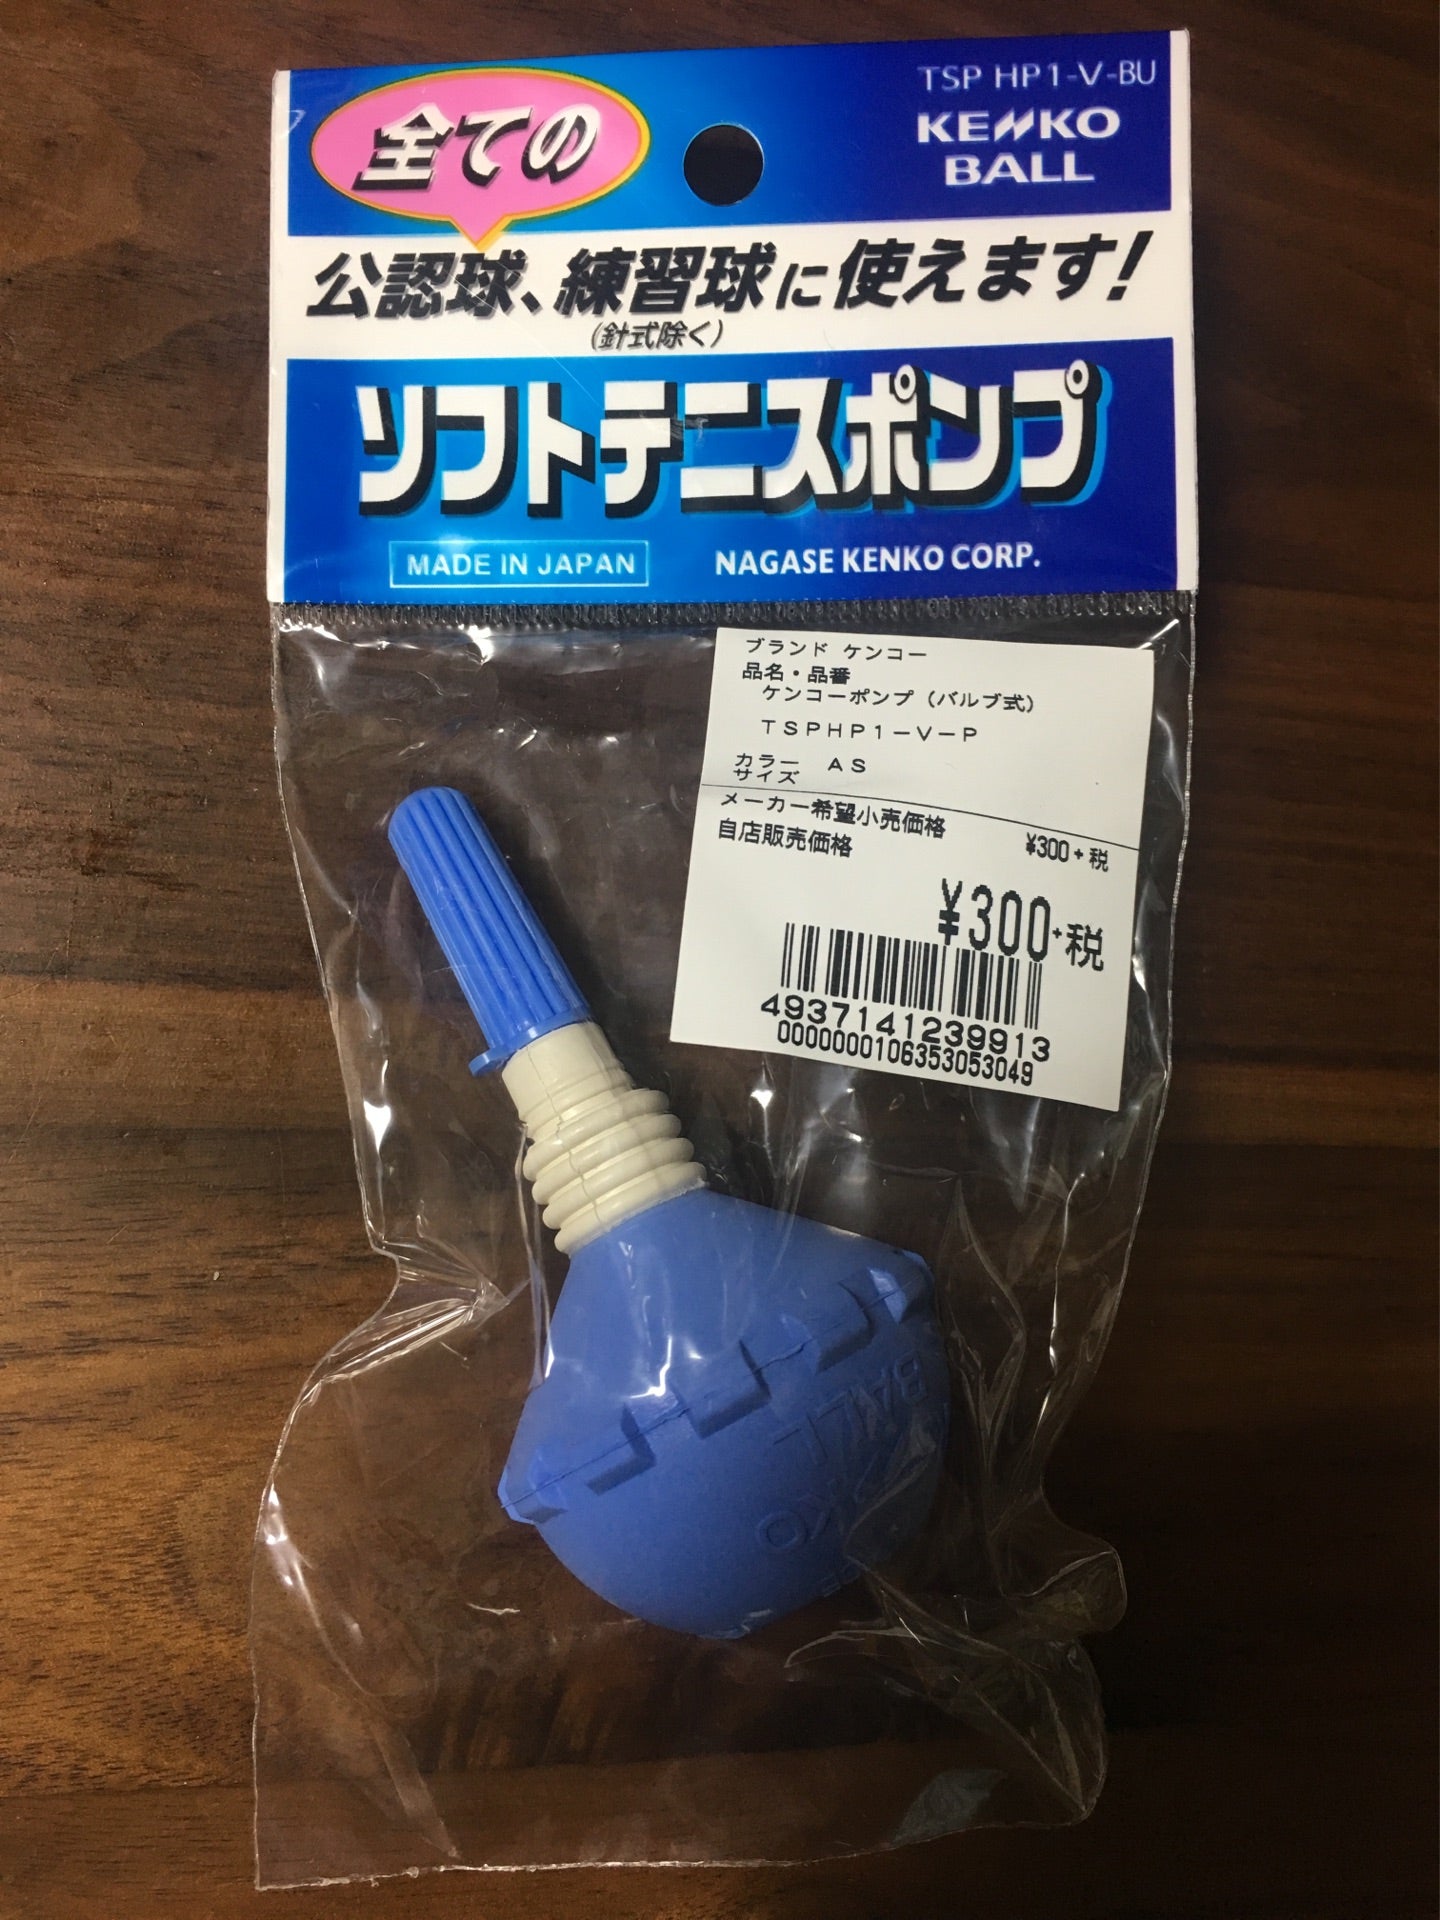 全ての
TSP HP1-V-BU
KENKO
BALL
公認球、練習球に使えます!
(針式除く)
ソフトテニスポンプ
MADE IN JAPAN
NAGASE KENKO CORP.
ブランド ケンコー
品名・品番
ケンコーポンプ (バルブ式)
TSPHP1-V-P
カラー AS
サイズ
メーカー希望小売価格 ¥300+税
自店販売価格
¥300+税
4937141239913
0000000106353053049
BALL